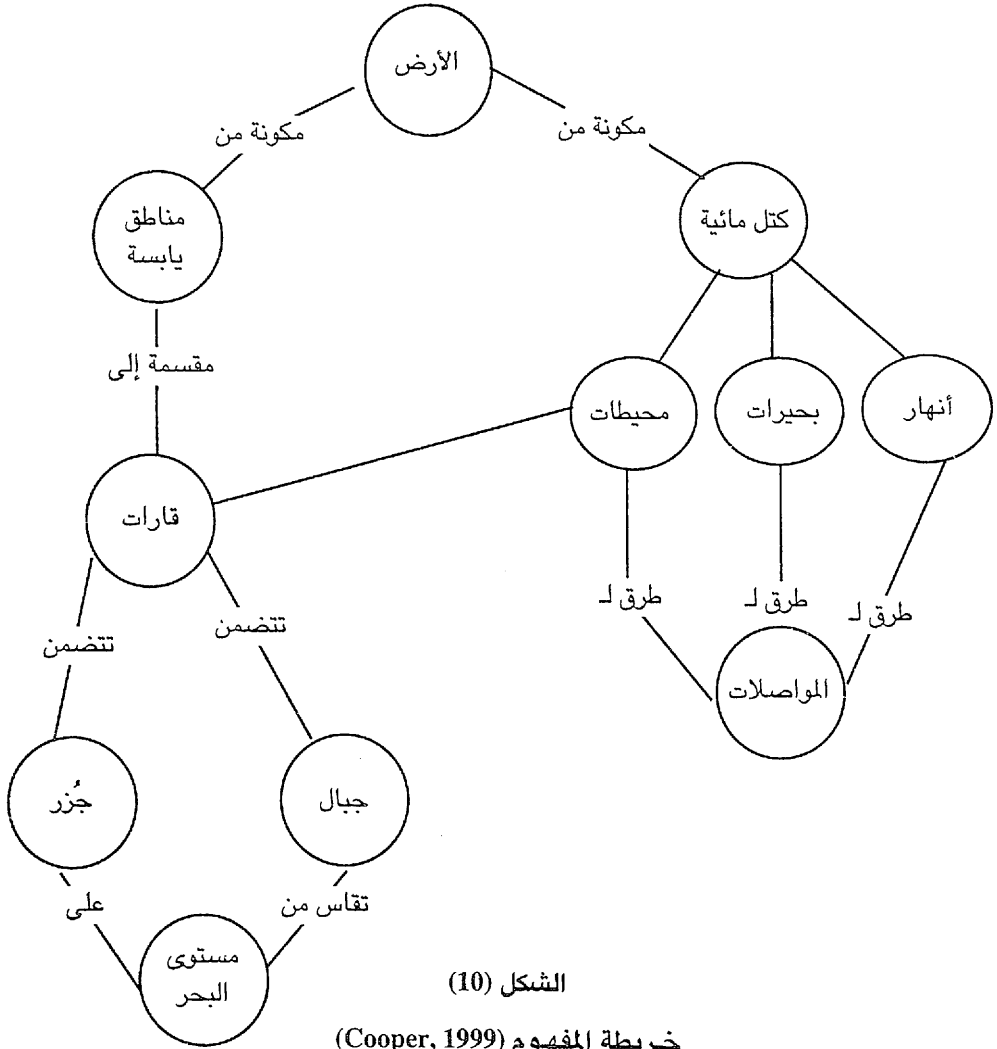 الأرض
مكونة من
مكونة من
كتل مائية
مناطق
يابسة
مقسمة إلى
أنهار
بحيرات
محيطات
قارات
طرق لـ
طرق لـ
طرق لـ
تتضمن
تتضمن
المواصلات
جبال
جُزر
تقاس من
على
مستوى
البحر
الشكل (10)
خريطة المفهوم (Cooper, 1999)